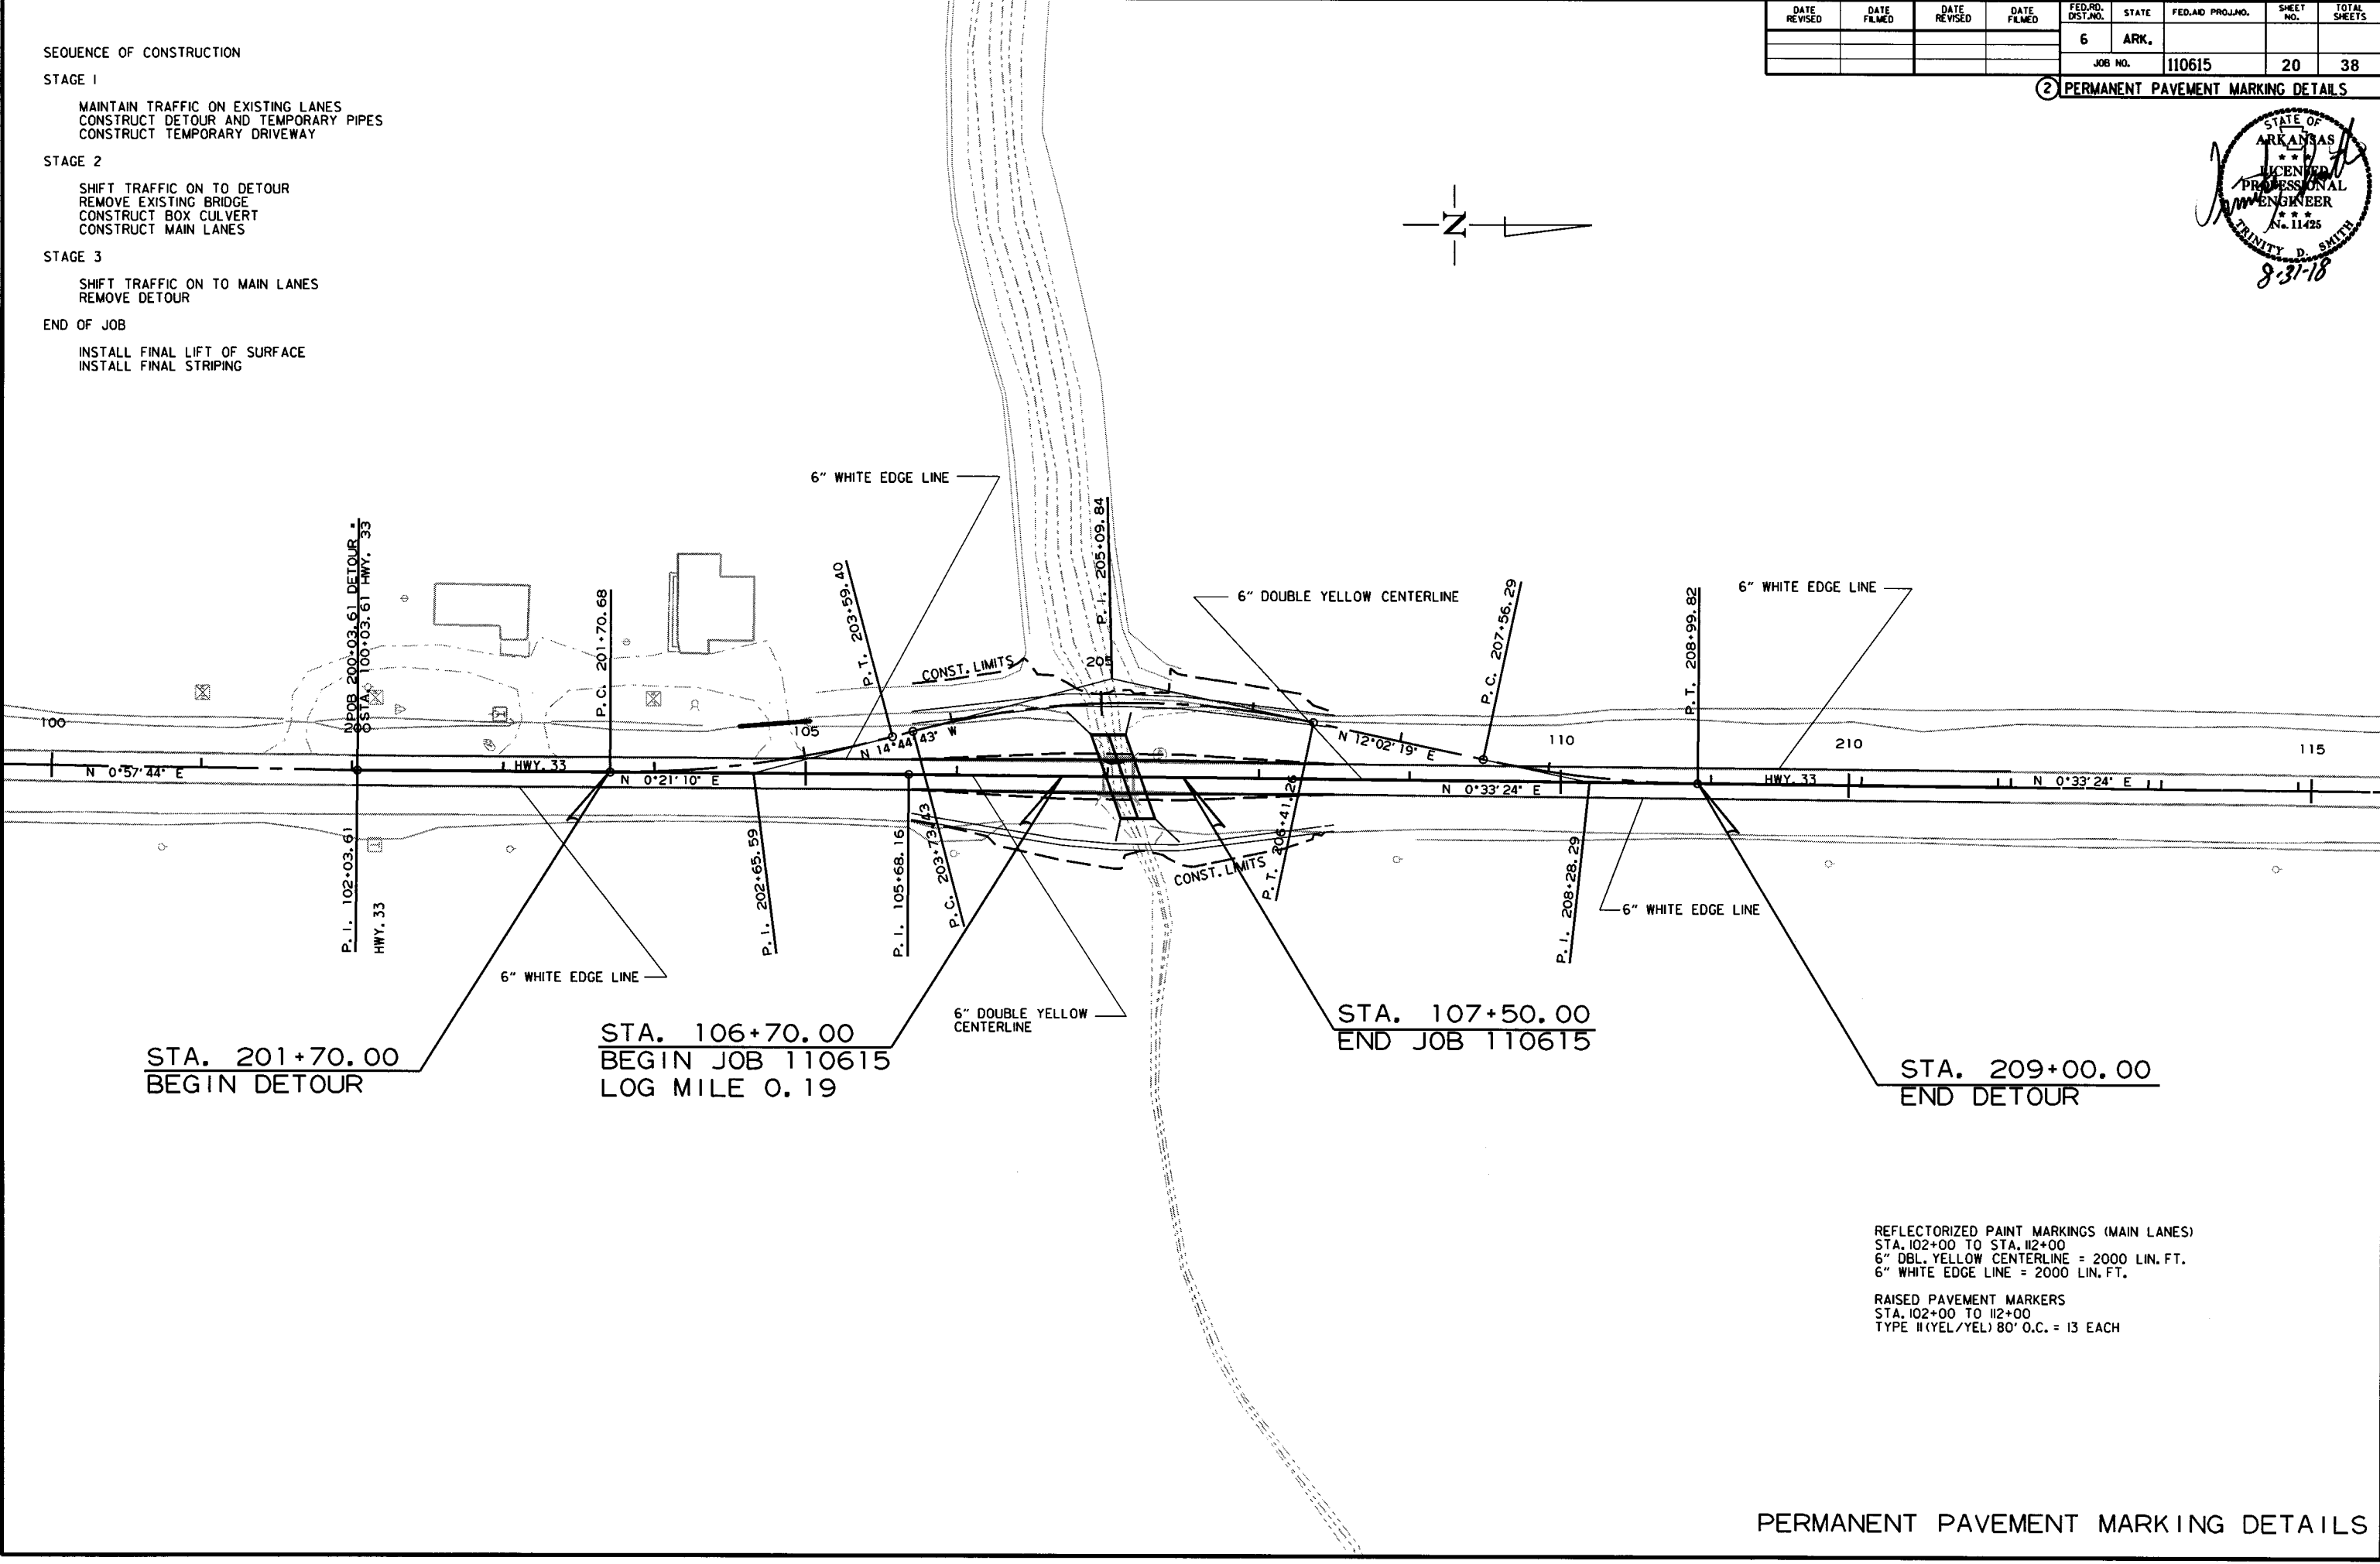 DATE REVISED
DATE FILMED
DATE REVISED
DATE FILMED
FED.RD. DIST.NO.
STATE
FED.AID PROJ.NO.
SHEET NO.
TOTAL SHEETS
6
ARK.
JOB NO.
110615
20
38
2 PERMANENT PAVEMENT MARKING DETAILS
STATE OF
ARKANSAS
LICENSED
PROFESSIONAL
ENGINEER
No. 11425
TRINITY D. SMITH
8-31-18
SEQUENCE OF CONSTRUCTION
STAGE 1
MAINTAIN TRAFFIC ON EXISTING LANES
CONSTRUCT DETOUR AND TEMPORARY PIPES
CONSTRUCT TEMPORARY DRIVEWAY
STAGE 2
SHIFT TRAFFIC ON TO DETOUR
REMOVE EXISTING BRIDGE
CONSTRUCT BOX CULVERT
CONSTRUCT MAIN LANES
STAGE 3
SHIFT TRAFFIC ON TO MAIN LANES
REMOVE DETOUR
END OF JOB
INSTALL FINAL LIFT OF SURFACE
INSTALL FINAL STRIPING
N
6" WHITE EDGE LINE
POB 200+03.61 DETOUR =
STA. 100+03.61 HWY. 33
200
P.C. 201+70.68
P.T. 203+59.40
P.I. 205+09.84
6" DOUBLE YELLOW CENTERLINE
P.C. 207+56.29
P.T. 208+99.82
6" WHITE EDGE LINE
CONST. LIMITS
205
100
105
110
210
115
N 0°57'44" E
HWY. 33
N 0°21'10" E
N 14°44'43" W
N 12°02'19" E
N 0°33'24" E
HWY. 33
N 0°33'24" E
P.I. 102+03.61
HWY. 33
P.I. 202+65.59
P.I. 105+68.16
P.C. 203+73.43
CONST. LIMITS
P.T. 206+41.26
P.I. 208+28.29
6" WHITE EDGE LINE
6" WHITE EDGE LINE
6" DOUBLE YELLOW
CENTERLINE
STA. 201+70.00
BEGIN DETOUR
STA. 106+70.00
BEGIN JOB 110615
LOG MILE 0.19
STA. 107+50.00
END JOB 110615
STA. 209+00.00
END DETOUR
REFLECTORIZED PAINT MARKINGS (MAIN LANES)
STA. 102+00 TO STA. 112+00
6" DBL. YELLOW CENTERLINE = 2000 LIN. FT.
6" WHITE EDGE LINE = 2000 LIN. FT.
RAISED PAVEMENT MARKERS
STA. 102+00 TO 112+00
TYPE II (YEL/YEL) 80' O.C. = 13 EACH
PERMANENT PAVEMENT MARKING DETAILS